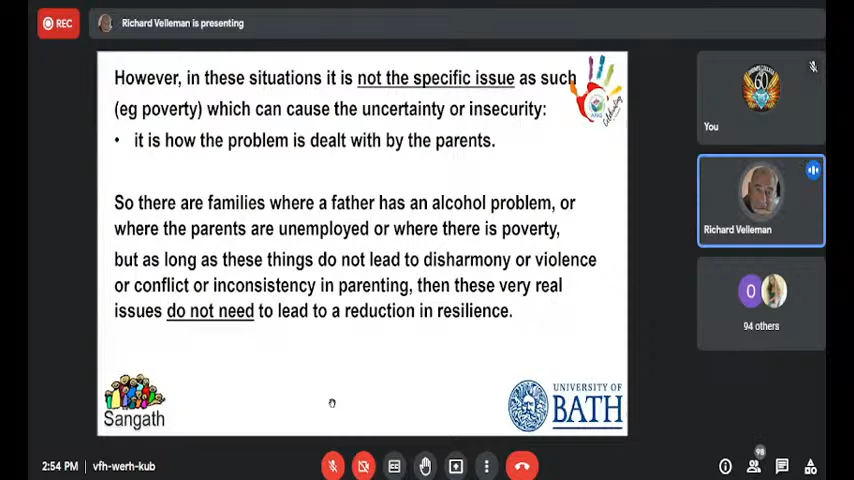 REC
Richard Velleman is presenting
However, in these situations it is not the specific issue as such
(eg poverty) which can cause the uncertainty or insecurity:
• it is how the problem is dealt with by the parents.
So there are families where a father has an alcohol problem, or
where the parents are unemployed or where there is poverty,
but as long as these things do not lead to disharmony or violence
or conflict or inconsistency in parenting, then these very real
issues do not need to lead to a reduction in resilience.
Sangath
UNIVERSITY OF
BATH
60
You
Richard Velleman
O
94 others
2:54 PM
vfh-werh-kub
98